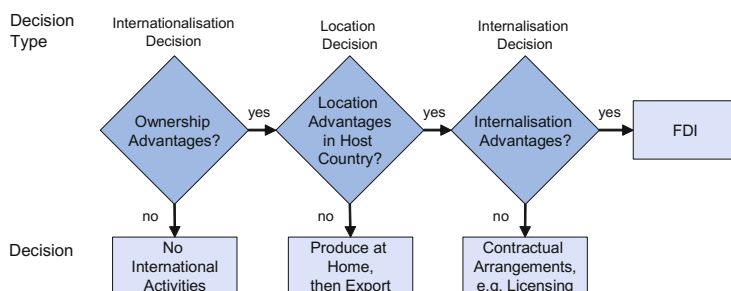 Decision
Type
Internationalisation
Decision
Location
Decision
Internalisation
Decision
Ownership
Advantages?
yes
Location
Advantages
in Host
Country?
yes
Internalisation
Advantages?
yes
FDI
no
no
no
Decision
No
International
Activities
Produce at
Home,
then Export
Contractual
Arrangements,
e.g. Licensing